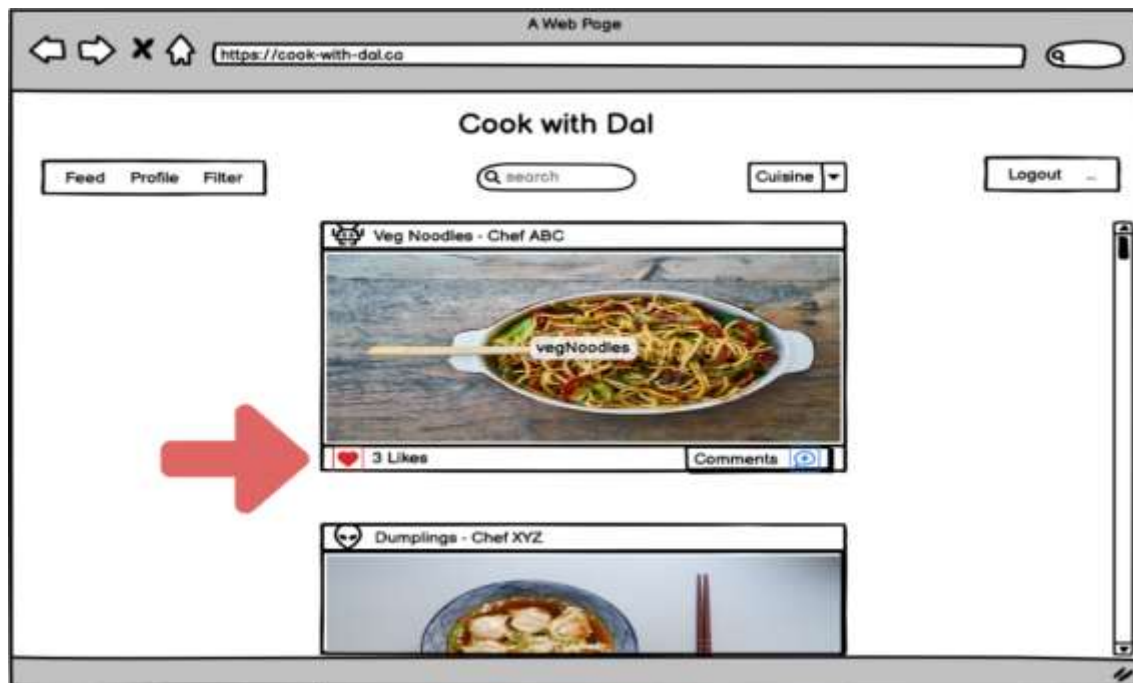 A Web Page
https://cook-with-dal.ca
Cook with Dal
Feed Profile Filter
search
Cuisine
Logout ...
Veg Noodles - Chef ABC
vegNoodles
3 Likes
Comments
Dumplings - Chef XYZ